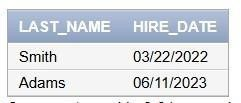 LAST_NAME HIRE_DATE
Smith 03/22/2022
Adams 06/11/2023